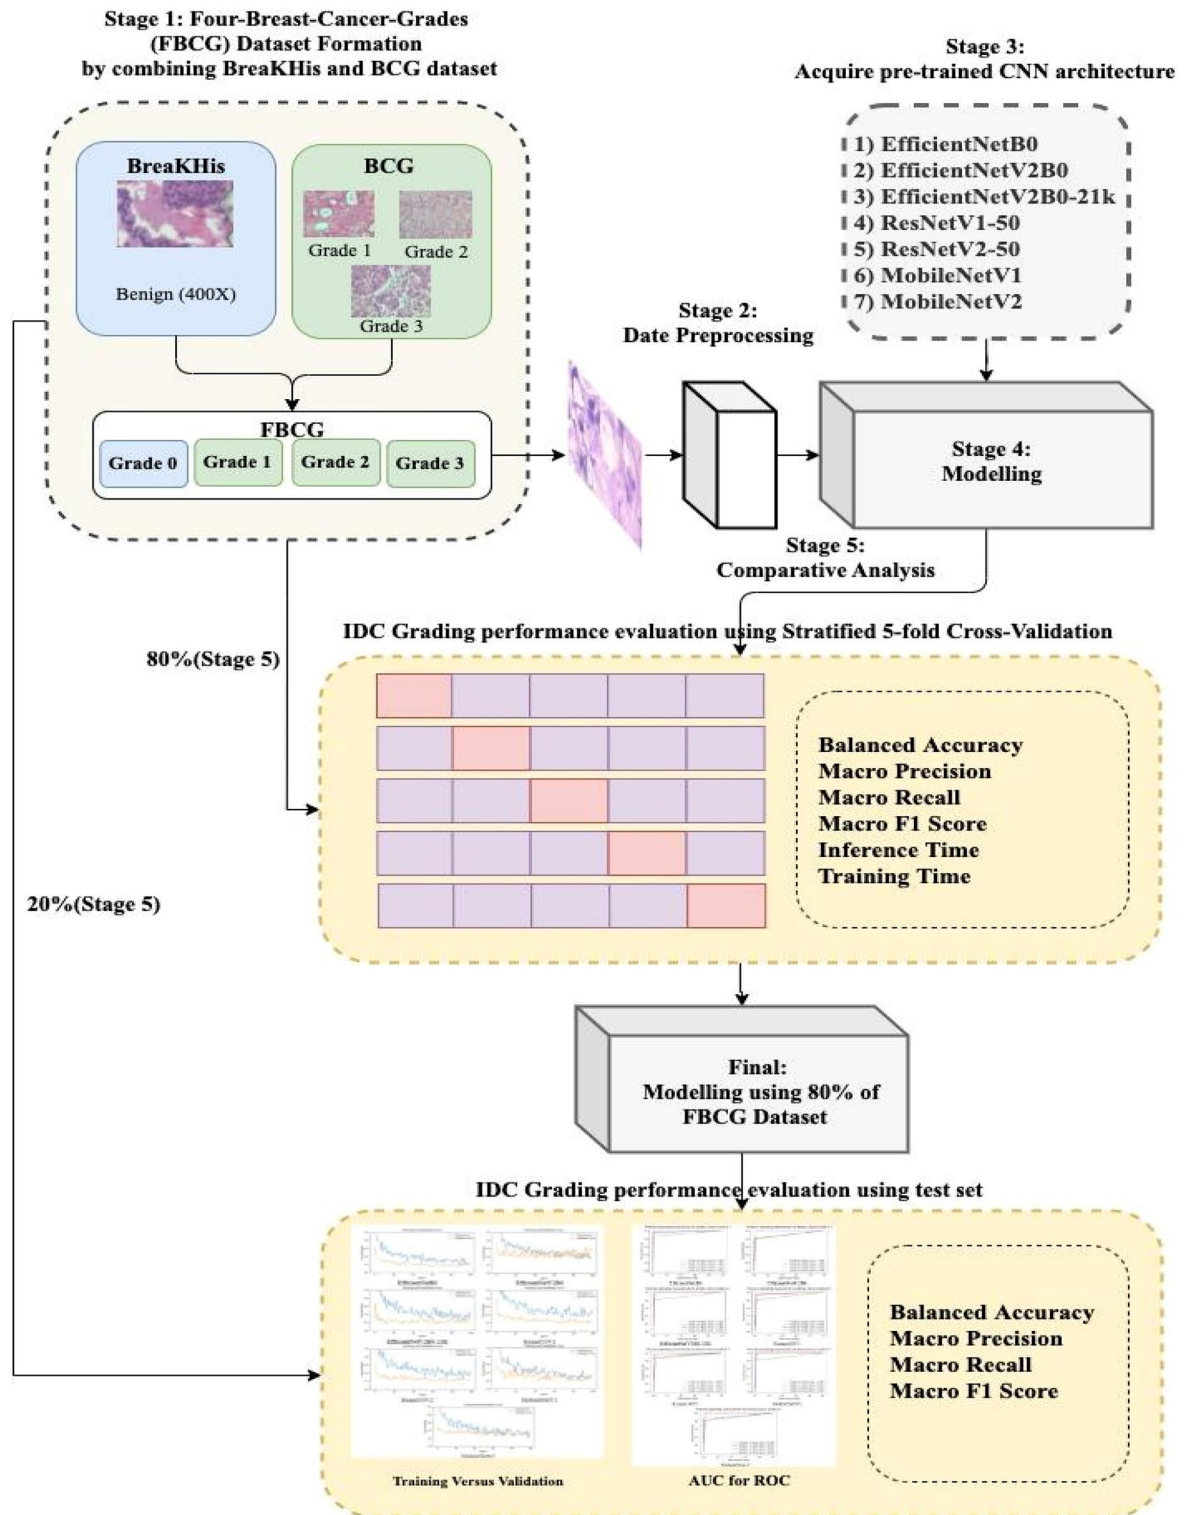 Stage 1: Four-Breast-Cancer-Grades
(FBCG) Dataset Formation
by combining BreaKHis and BCG dataset
BreaKHis
Benign (400X)
BCG
Grade 1
Grade 2
Grade 3
FBCG
Grade 0
Grade 1
Grade 2
Grade 3
Stage 2:
Date Preprocessing
Stage 3:
Acquire pre-trained CNN architecture
1) EfficientNetB0
2) EfficientNetV2B0
3) EfficientNetV2B0-21k
4) ResNetV1-50
5) ResNetV2-50
6) MobileNetV1
7) MobileNetV2
Stage 4:
Modelling
Stage 5:
Comparative Analysis
IDC Grading performance evaluation using Stratified 5-fold Cross-Validation
80%(Stage 5)
Balanced Accuracy
Macro Precision
Macro Recall
Macro F1 Score
Inference Time
Training Time
20%(Stage 5)
Final:
Modelling using 80% of
FBCG Dataset
IDC Grading performance evaluation using test set
Training Versus Validation
AUC for ROC
Balanced Accuracy
Macro Precision
Macro Recall
Macro F1 Score